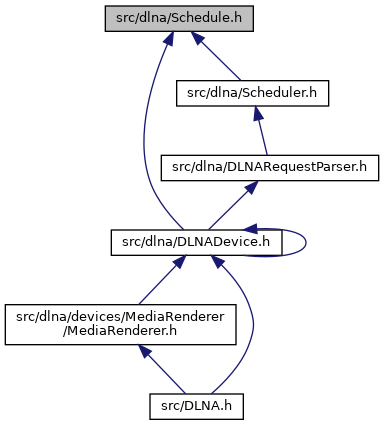 src/dlna/Schedule.h
src/dlna/Scheduler.h
src/dlna/DLNARequestParser.h
src/dlna/DLNADevice.h
src/dlna/devices/MediaRenderer
/MediaRenderer.h
src/DLNA.h